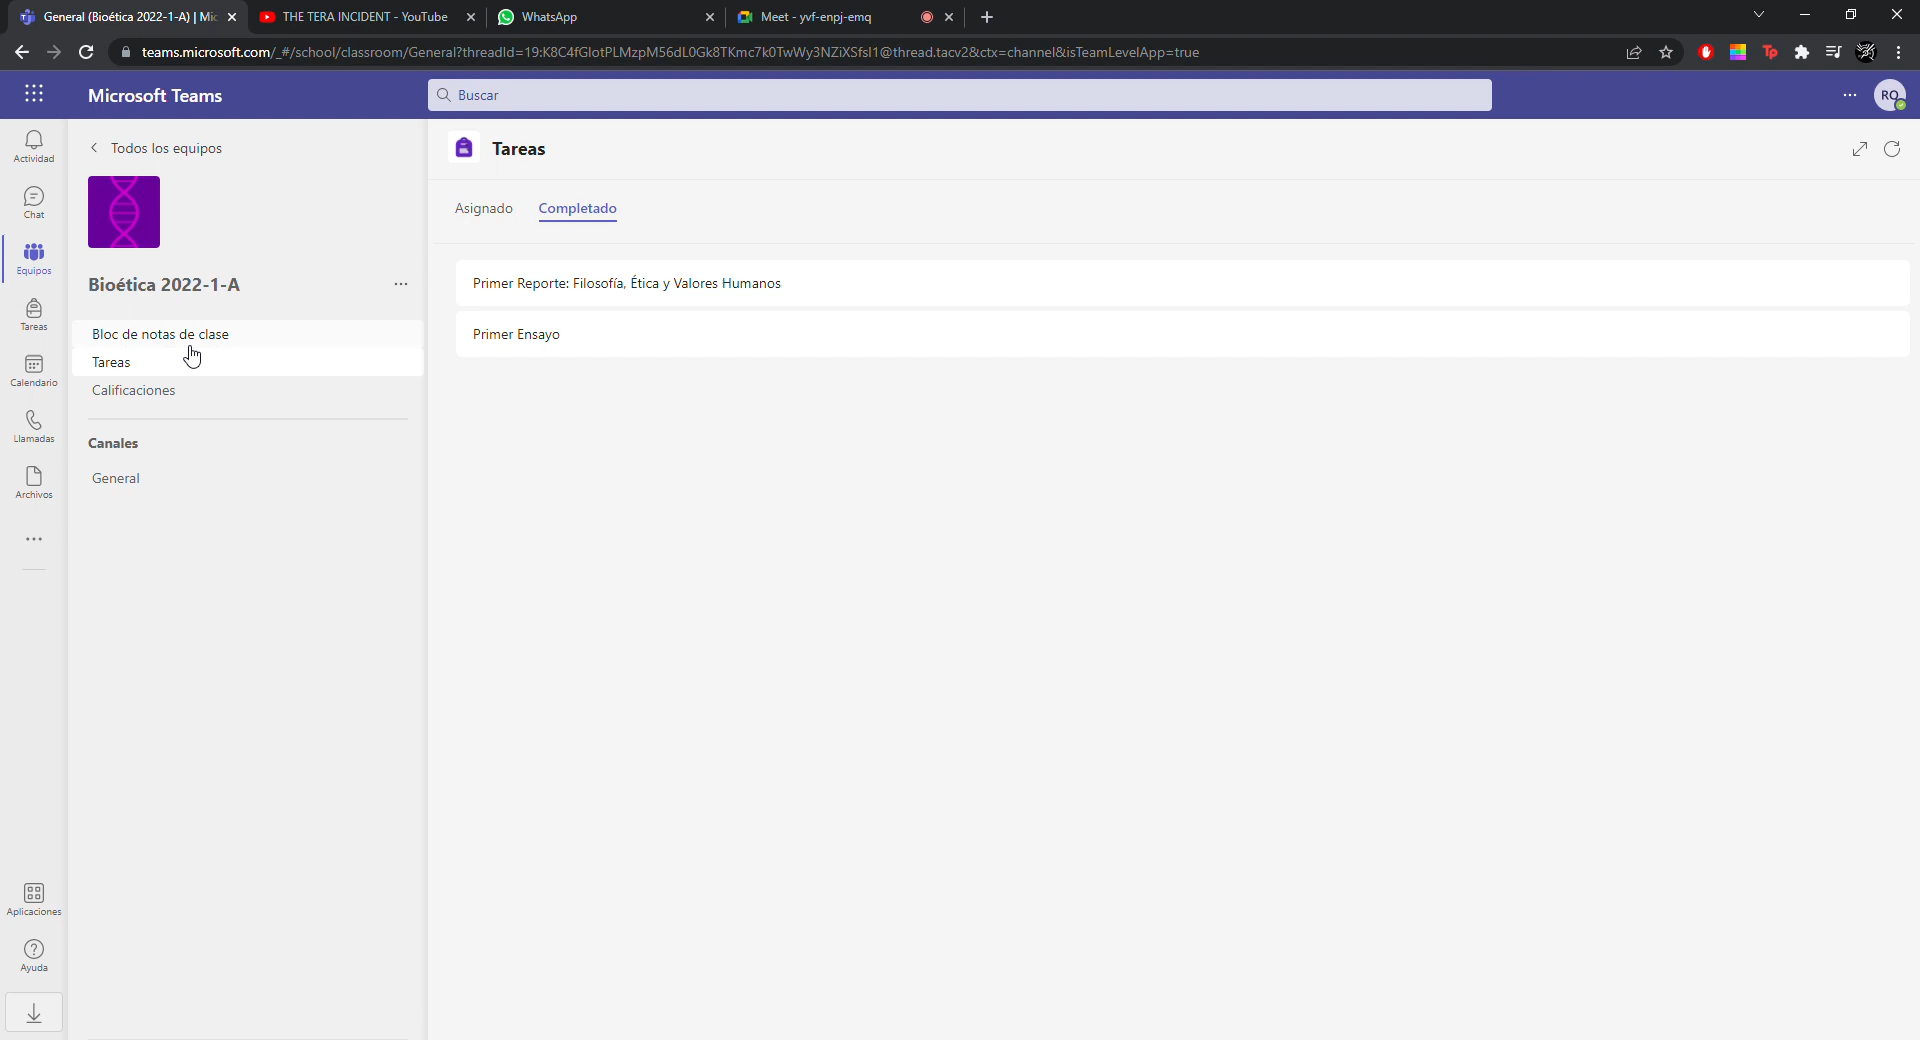 General (Bioética 2022-1-A) | Mic
THE TERA INCIDENT - YouTube
WhatsApp
Meet - yvf-enpj-emq
teams.microsoft.com/_#/school/classroom/General?threadId=19:K8C4fGlotPLMzpM56dL0Gk8TKmc7k0TwWy3NZiXSfsI1@thread.tacv2&ctx=channel&isTeamLevelApp=true
Microsoft Teams
Buscar
RO
Actividad
Chat
Equipos
Tareas
Calendario
Llamadas
Archivos
Aplicaciones
Ayuda
Todos los equipos
Bioética 2022-1-A
Bloc de notas de clase
Tareas
Calificaciones
Canales
General
Tareas
Asignado
Completado
Primer Reporte: Filosofía, Ética y Valores Humanos
Primer Ensayo